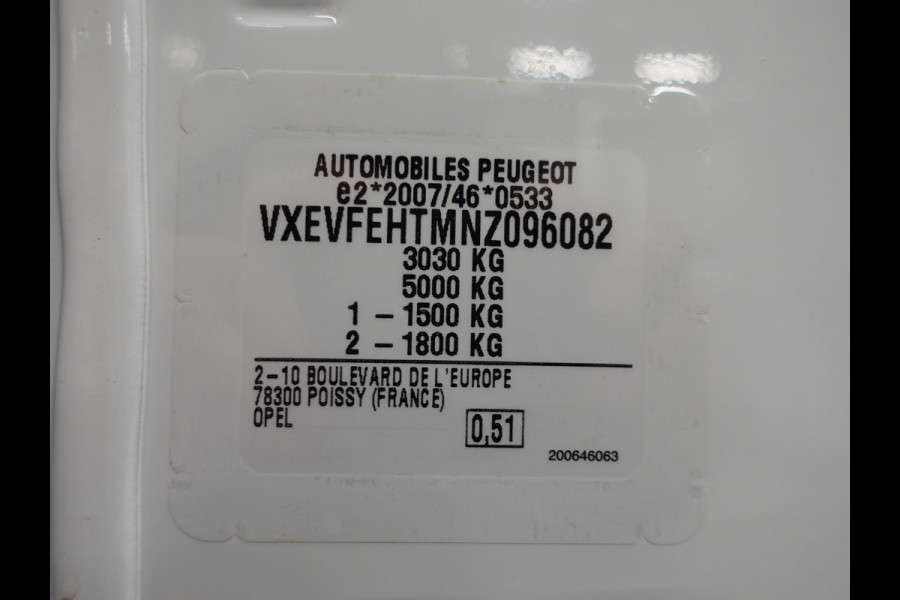 AUTOMOBILES PEUGEOT
e2*2007/46*0533
VXEVFEHTMNZ096082
3030 KG
5000 KG
1 - 1500 KG
2 - 1800 KG
2-10 BOULEVARD DE L'EUROPE
78300 POISSY (FRANCE)
OPEL
0,51
200646063